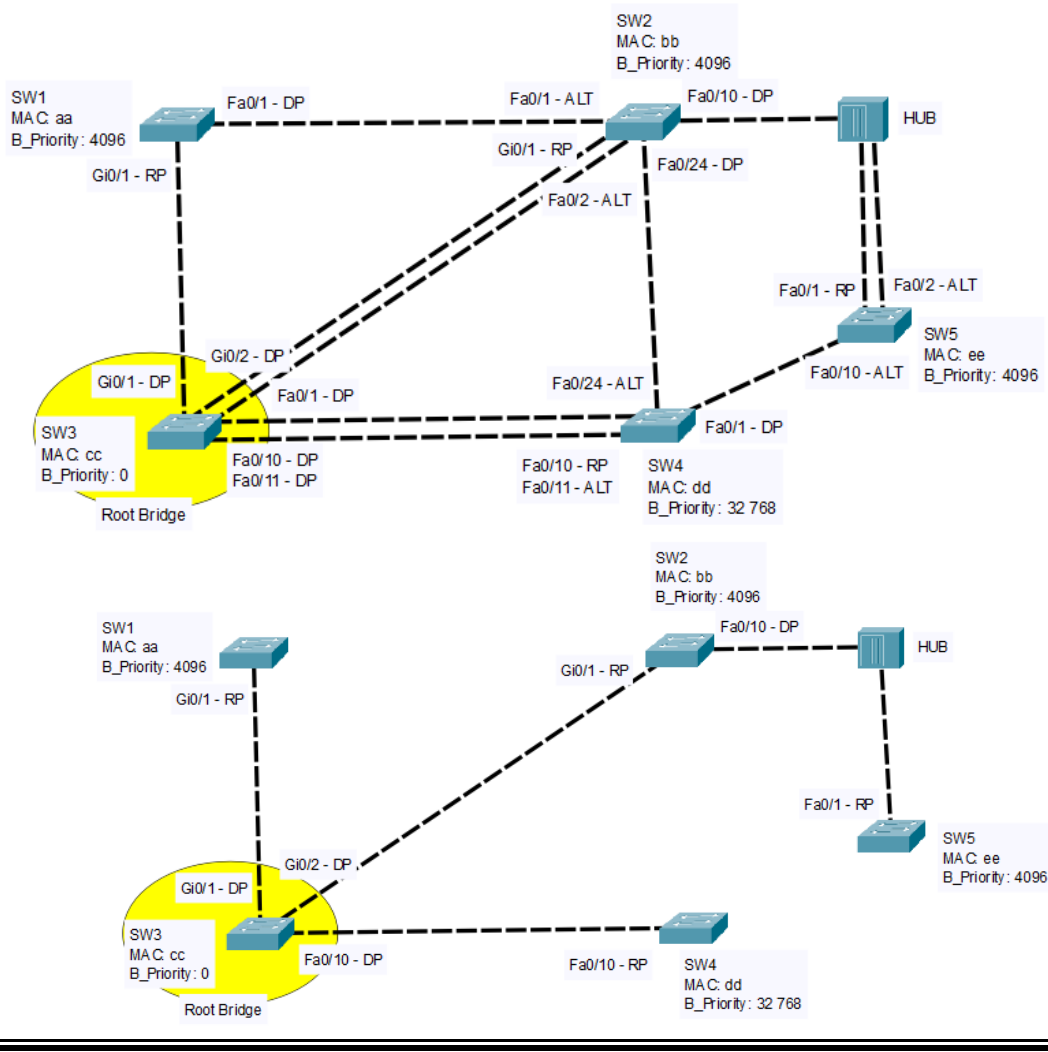 SW2
MAC: bb
B_Priority: 4096
SW1
MAC: aa
B_Priority: 4096
Fa0/1 - DP
Fa0/1 - ALT
Fa0/10 - DP
HUB
Gi0/1 - RP
Gi0/1 - RP
Fa0/24 - DP
Fa0/2 - ALT
Fa0/1 - RP
Fa0/2 - ALT
SW5
MAC: ee
B_Priority: 4096
Gi0/2 - DP
Gi0/1 - DP
Fa0/1 - DP
Fa0/24 - ALT
Fa0/10 - ALT
SW3
MAC: cc
B_Priority: 0
Fa0/1 - DP
Fa0/10 - DP
Fa0/11 - DP
Fa0/10 - RP
Fa0/11 - ALT
SW4
MAC: dd
B_Priority: 32 768
Root Bridge
SW2
MAC: bb
B_Priority: 4096
SW1
MAC: aa
B_Priority: 4096
Fa0/10 - DP
HUB
Gi0/1 - RP
Gi0/1 - RP
Fa0/1 - RP
SW5
MAC: ee
B_Priority: 4096
Gi0/2 - DP
Gi0/1 - DP
SW3
MAC: cc
B_Priority: 0
Fa0/10 - DP
Fa0/10 - RP
SW4
MAC: dd
B_Priority: 32 768
Root Bridge